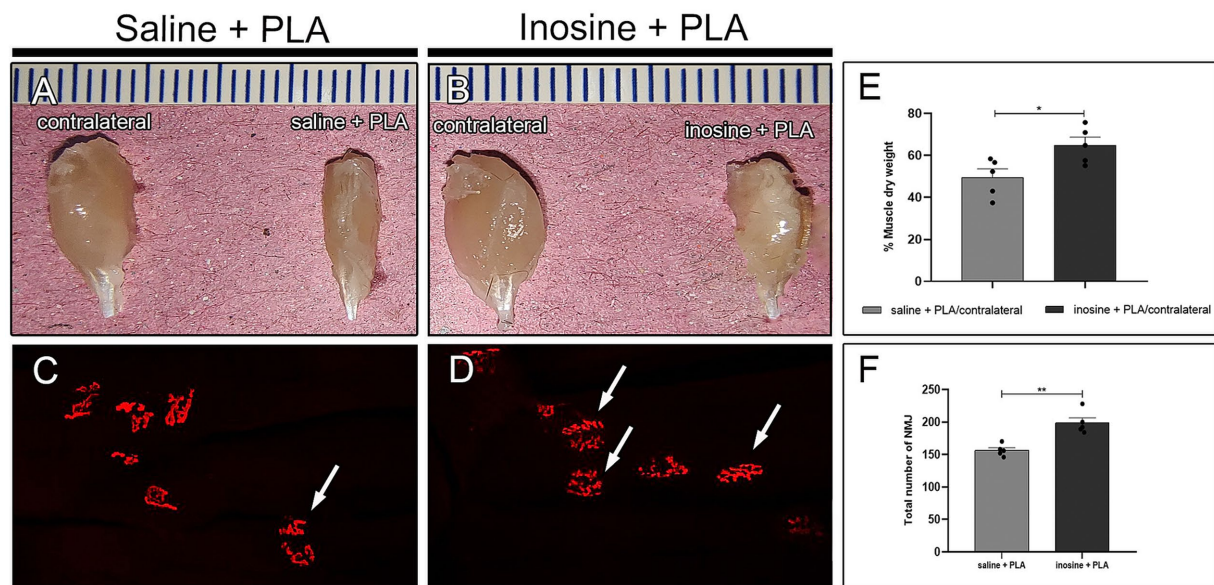 Saline + PLA
Inosine + PLA
A
contralateral
saline + PLA
B
contralateral
inosine + PLA
E
% Muscle dry weight
80
60
40
20
0
*
saline + PLA/contralateral
inosine + PLA/contralateral
C
D
F
Total number of NMJ
250
200
150
100
50
0
**
saline + PLA
inosine + PLA